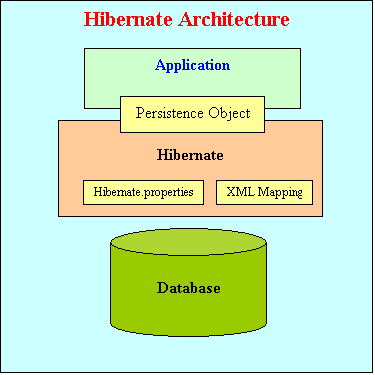 Hibernate Architecture
Application
Persistence Object
Hibernate
Hibernate.properties
XML Mapping
Database